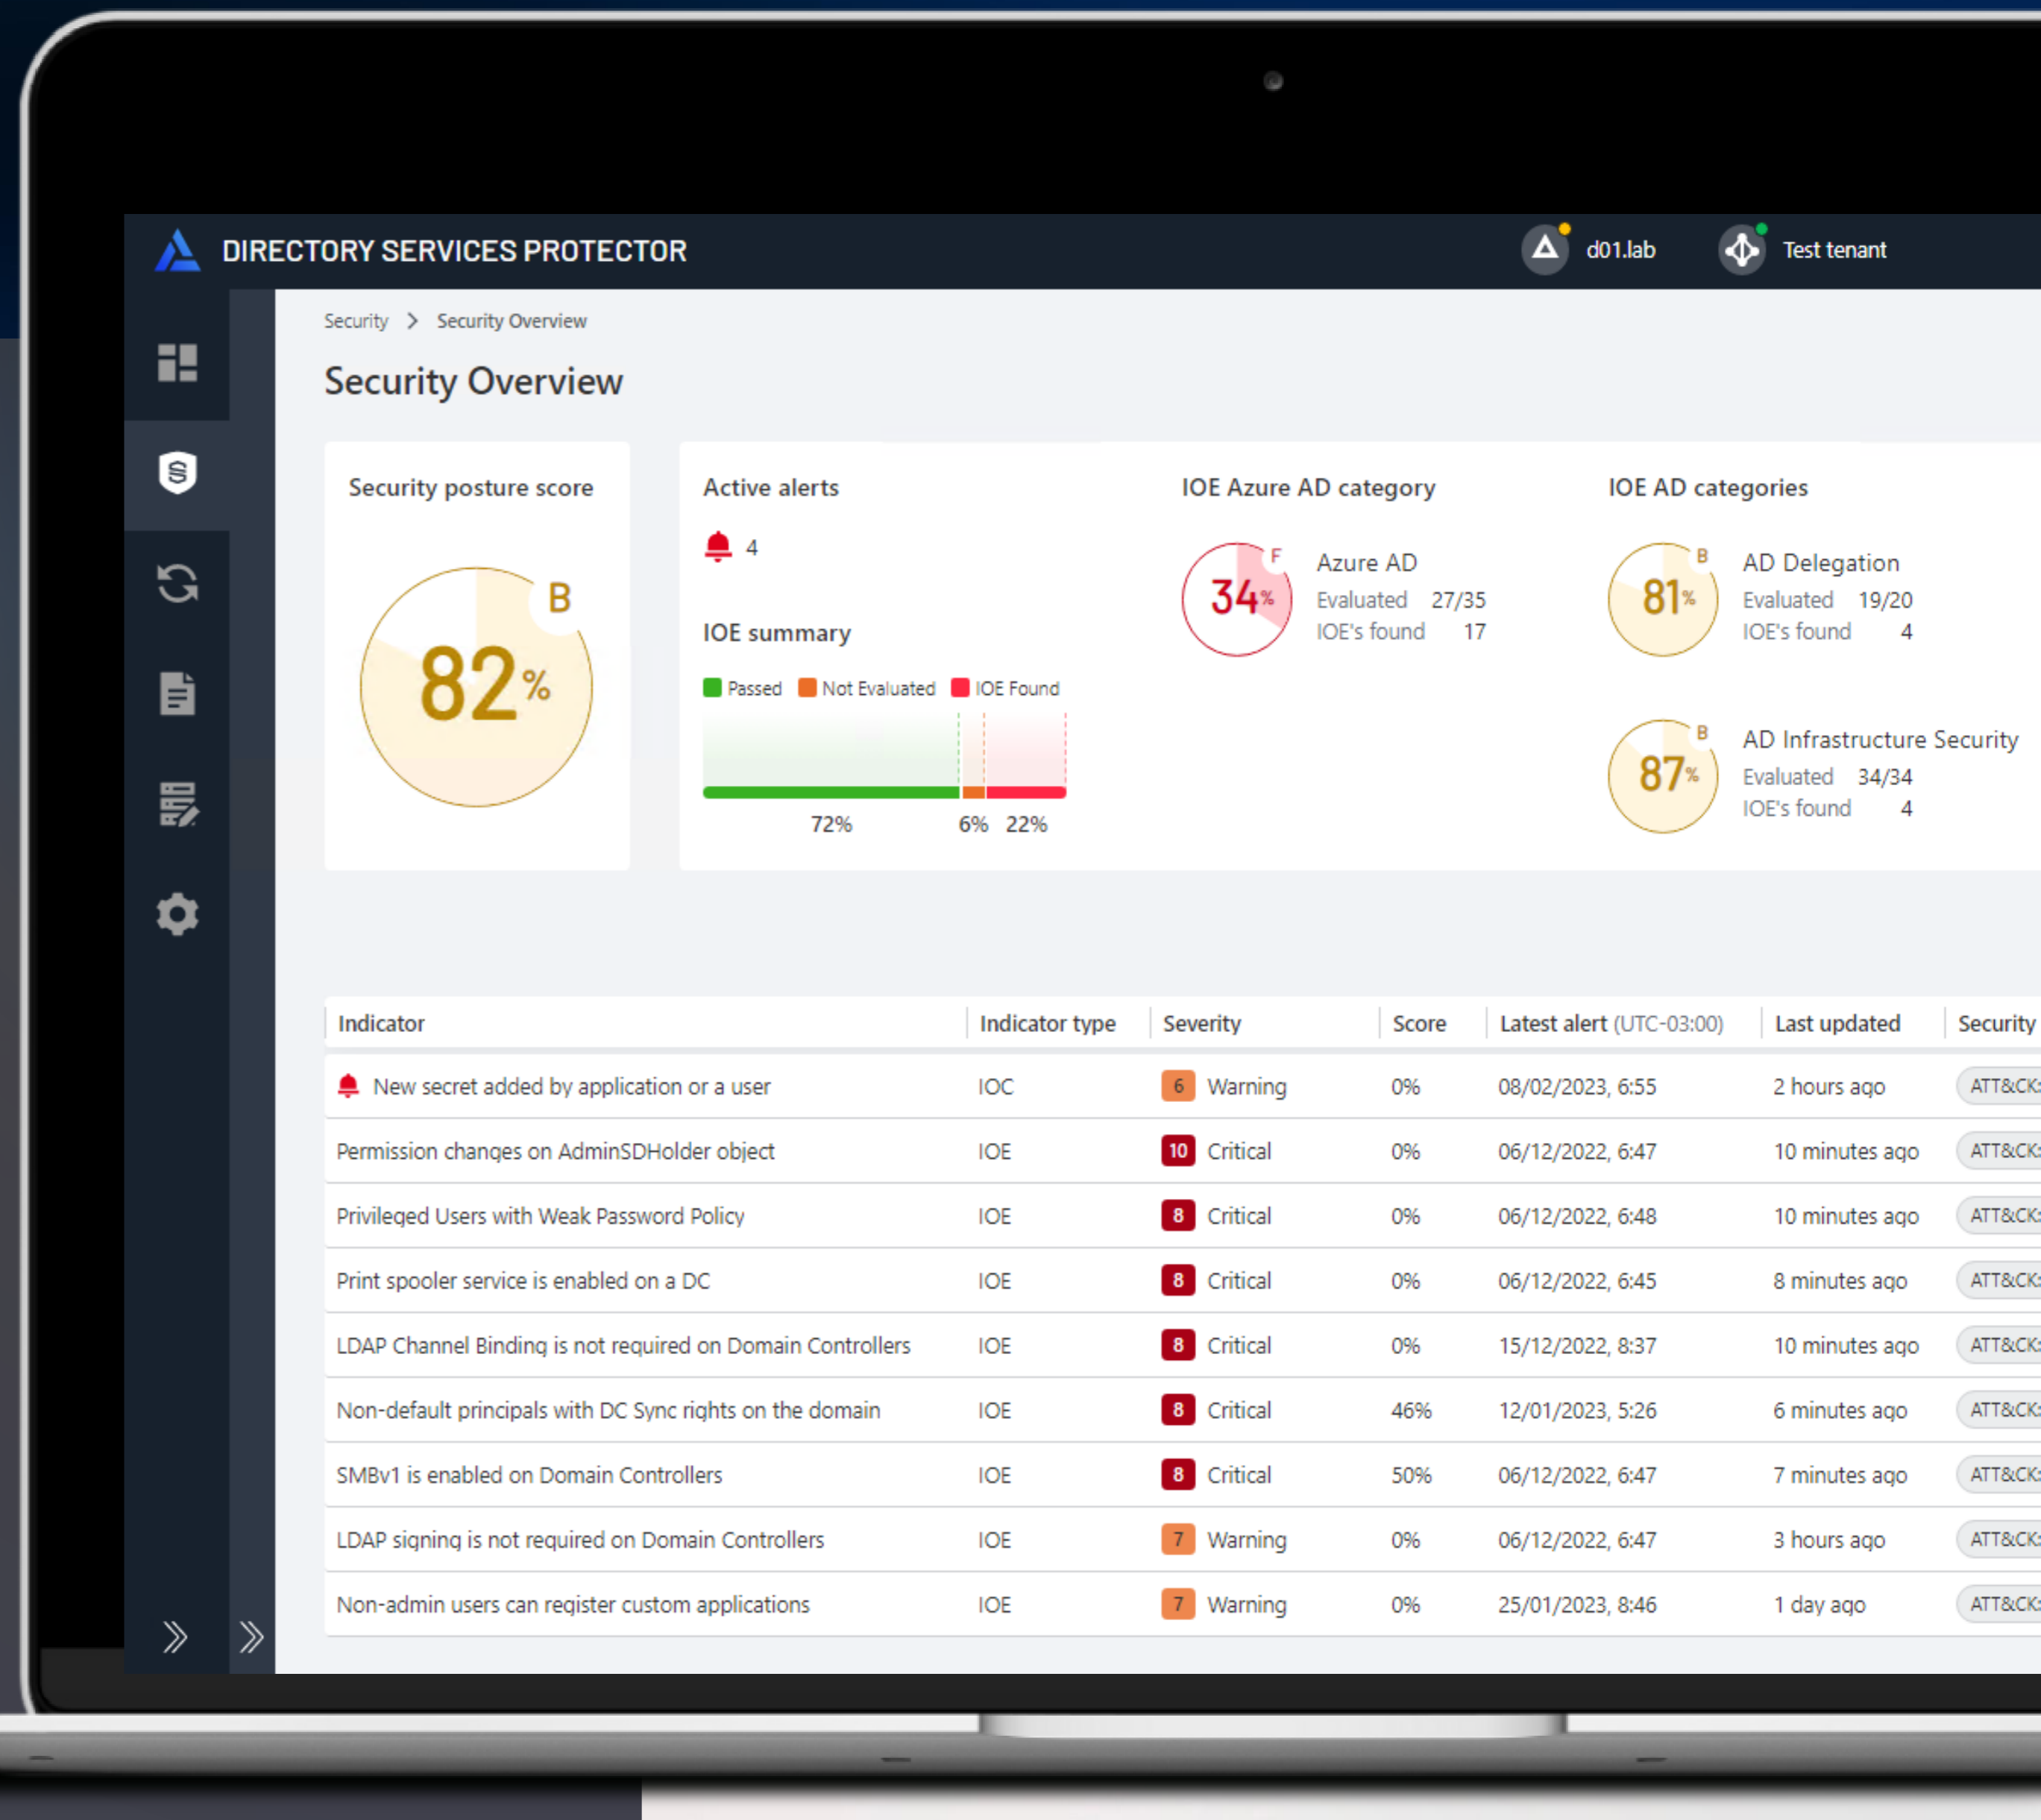 DIRECTORY SERVICES PROTECTOR
d01.lab
Test tenant
Security > Security Overview
Security Overview
Security posture score
B
82%
Active alerts
4
IOE summary
Passed Not Evaluated IOE Found
72% 6% 22%
IOE Azure AD category
F
34%
Azure AD
Evaluated 27/35
IOE's found 17
IOE AD categories
B
81%
AD Delegation
Evaluated 19/20
IOE's found 4
B
87%
AD Infrastructure Security
Evaluated 34/34
IOE's found 4
Indicator Indicator type Severity Score Latest alert (UTC-03:00) Last updated Security
New secret added by application or a user IOC 6 Warning 0% 08/02/2023, 6:55 2 hours ago ATT&CK:
Permission changes on AdminSDHolder object IOE 10 Critical 0% 06/12/2022, 6:47 10 minutes ago ATT&CK:
Privileged Users with Weak Password Policy IOE 8 Critical 0% 06/12/2022, 6:48 10 minutes ago ATT&CK:
Print spooler service is enabled on a DC IOE 8 Critical 0% 06/12/2022, 6:45 8 minutes ago ATT&CK:
LDAP Channel Binding is not required on Domain Controllers IOE 8 Critical 0% 15/12/2022, 8:37 10 minutes ago ATT&CK:
Non-default principals with DC Sync rights on the domain IOE 8 Critical 46% 12/01/2023, 5:26 6 minutes ago ATT&CK:
SMBv1 is enabled on Domain Controllers IOE 8 Critical 50% 06/12/2022, 6:47 7 minutes ago ATT&CK:
LDAP signing is not required on Domain Controllers IOE 7 Warning 0% 06/12/2022, 6:47 3 hours ago ATT&CK:
Non-admin users can register custom applications IOE 7 Warning 0% 25/01/2023, 8:46 1 day ago ATT&CK: